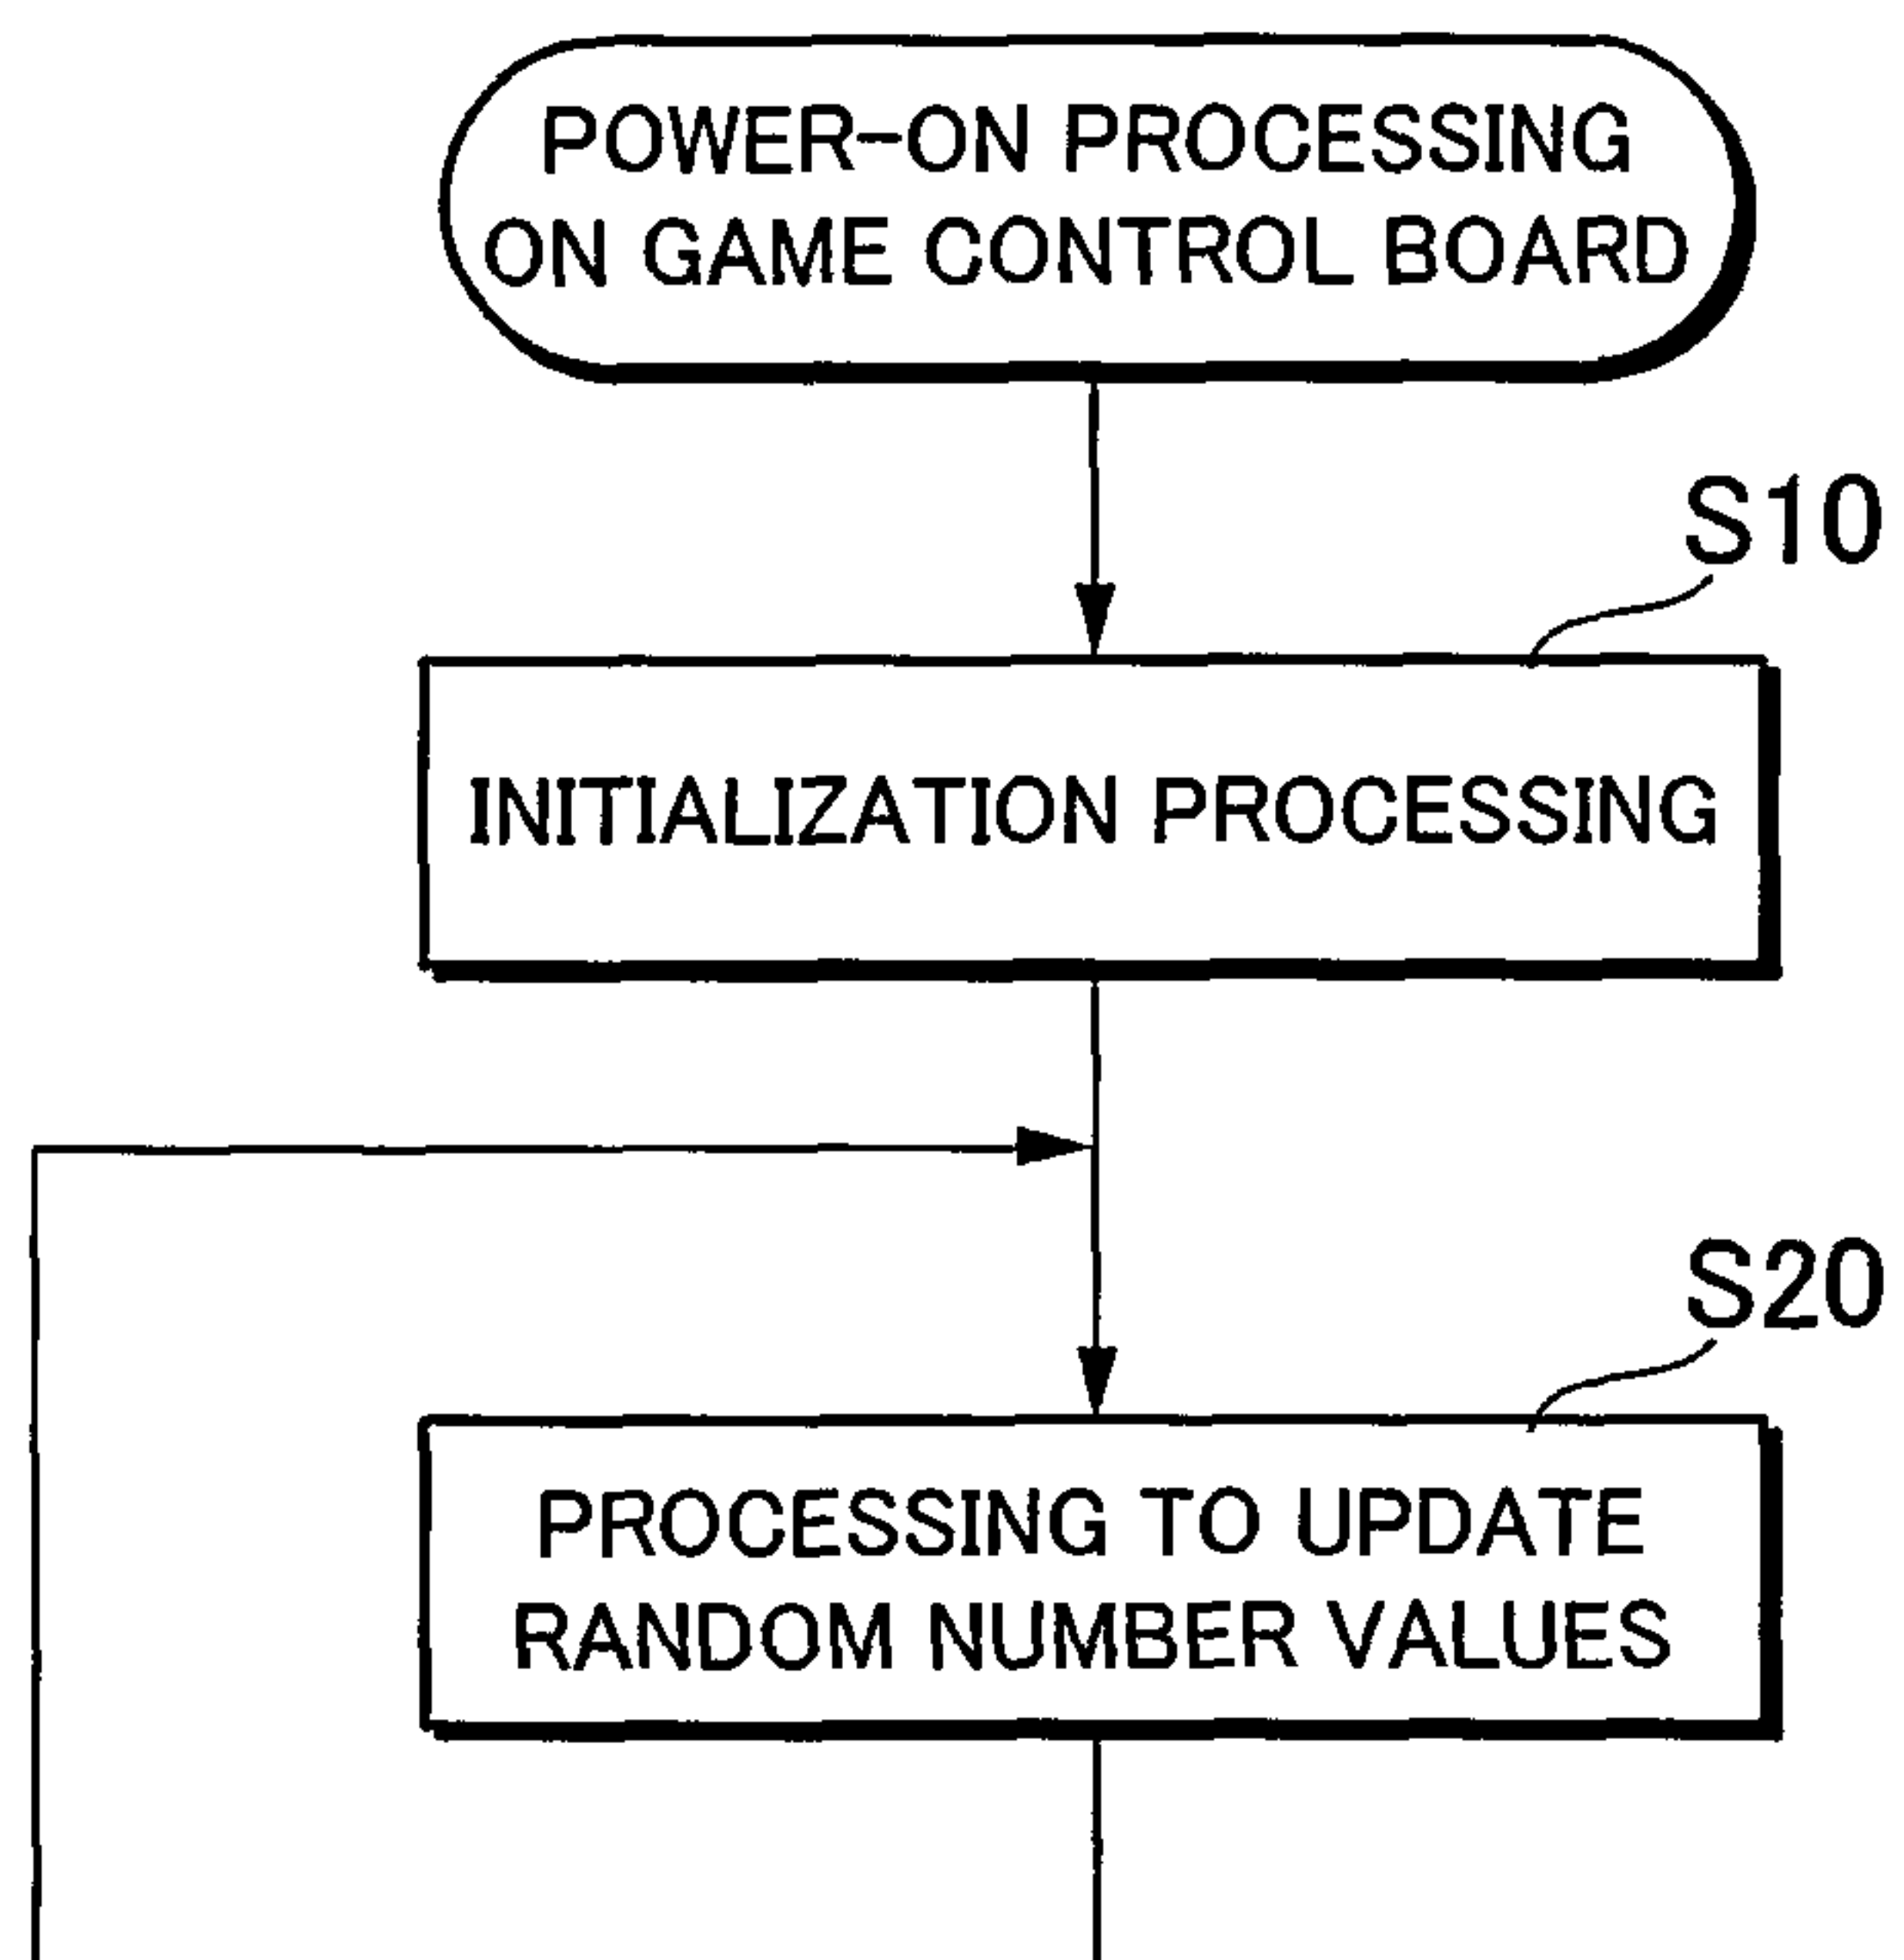 POWER-ON PROCESSING
ON GAME CONTROL BOARD
S10
INITIALIZATION PROCESSING
S20
PROCESSING TO UPDATE
RANDOM NUMBER VALUES